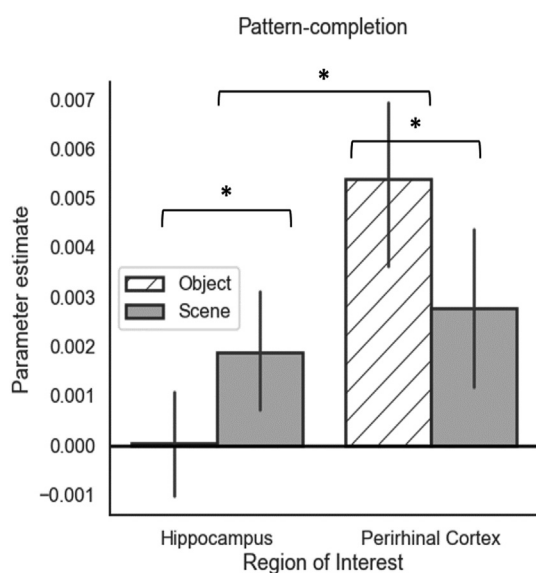 Pattern-completion
*
*
*
0.007
0.006
0.005
0.004
0.003
0.002
0.001
0.000
−0.001
Parameter estimate
Object
Scene
Hippocampus
Perirhinal Cortex
Region of Interest